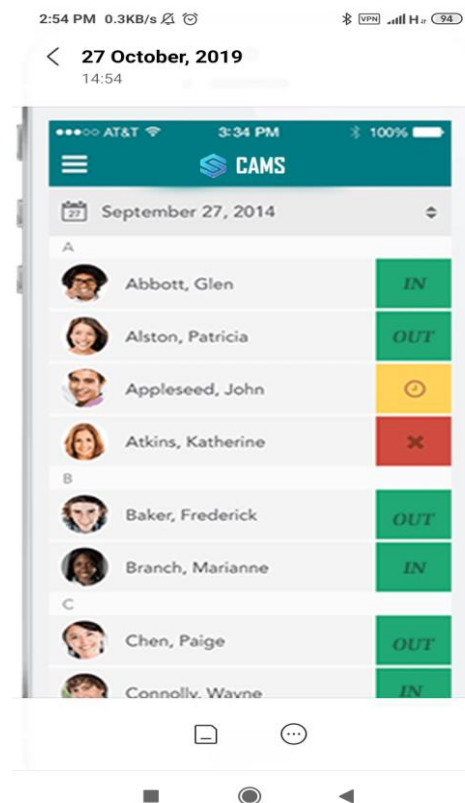 2:54 PM 0.3KB/s
VPN H 94
27 October, 2019
14:54
AT&T 3:34 PM 100%
CAMS
27 September 27, 2014
A
Abbott, Glen IN
Alston, Patricia OUT
Appleseed, John
Atkins, Katherine
B
Baker, Frederick OUT
Branch, Marianne IN
C
Chen, Paige OUT
Connolly, Wayne IN